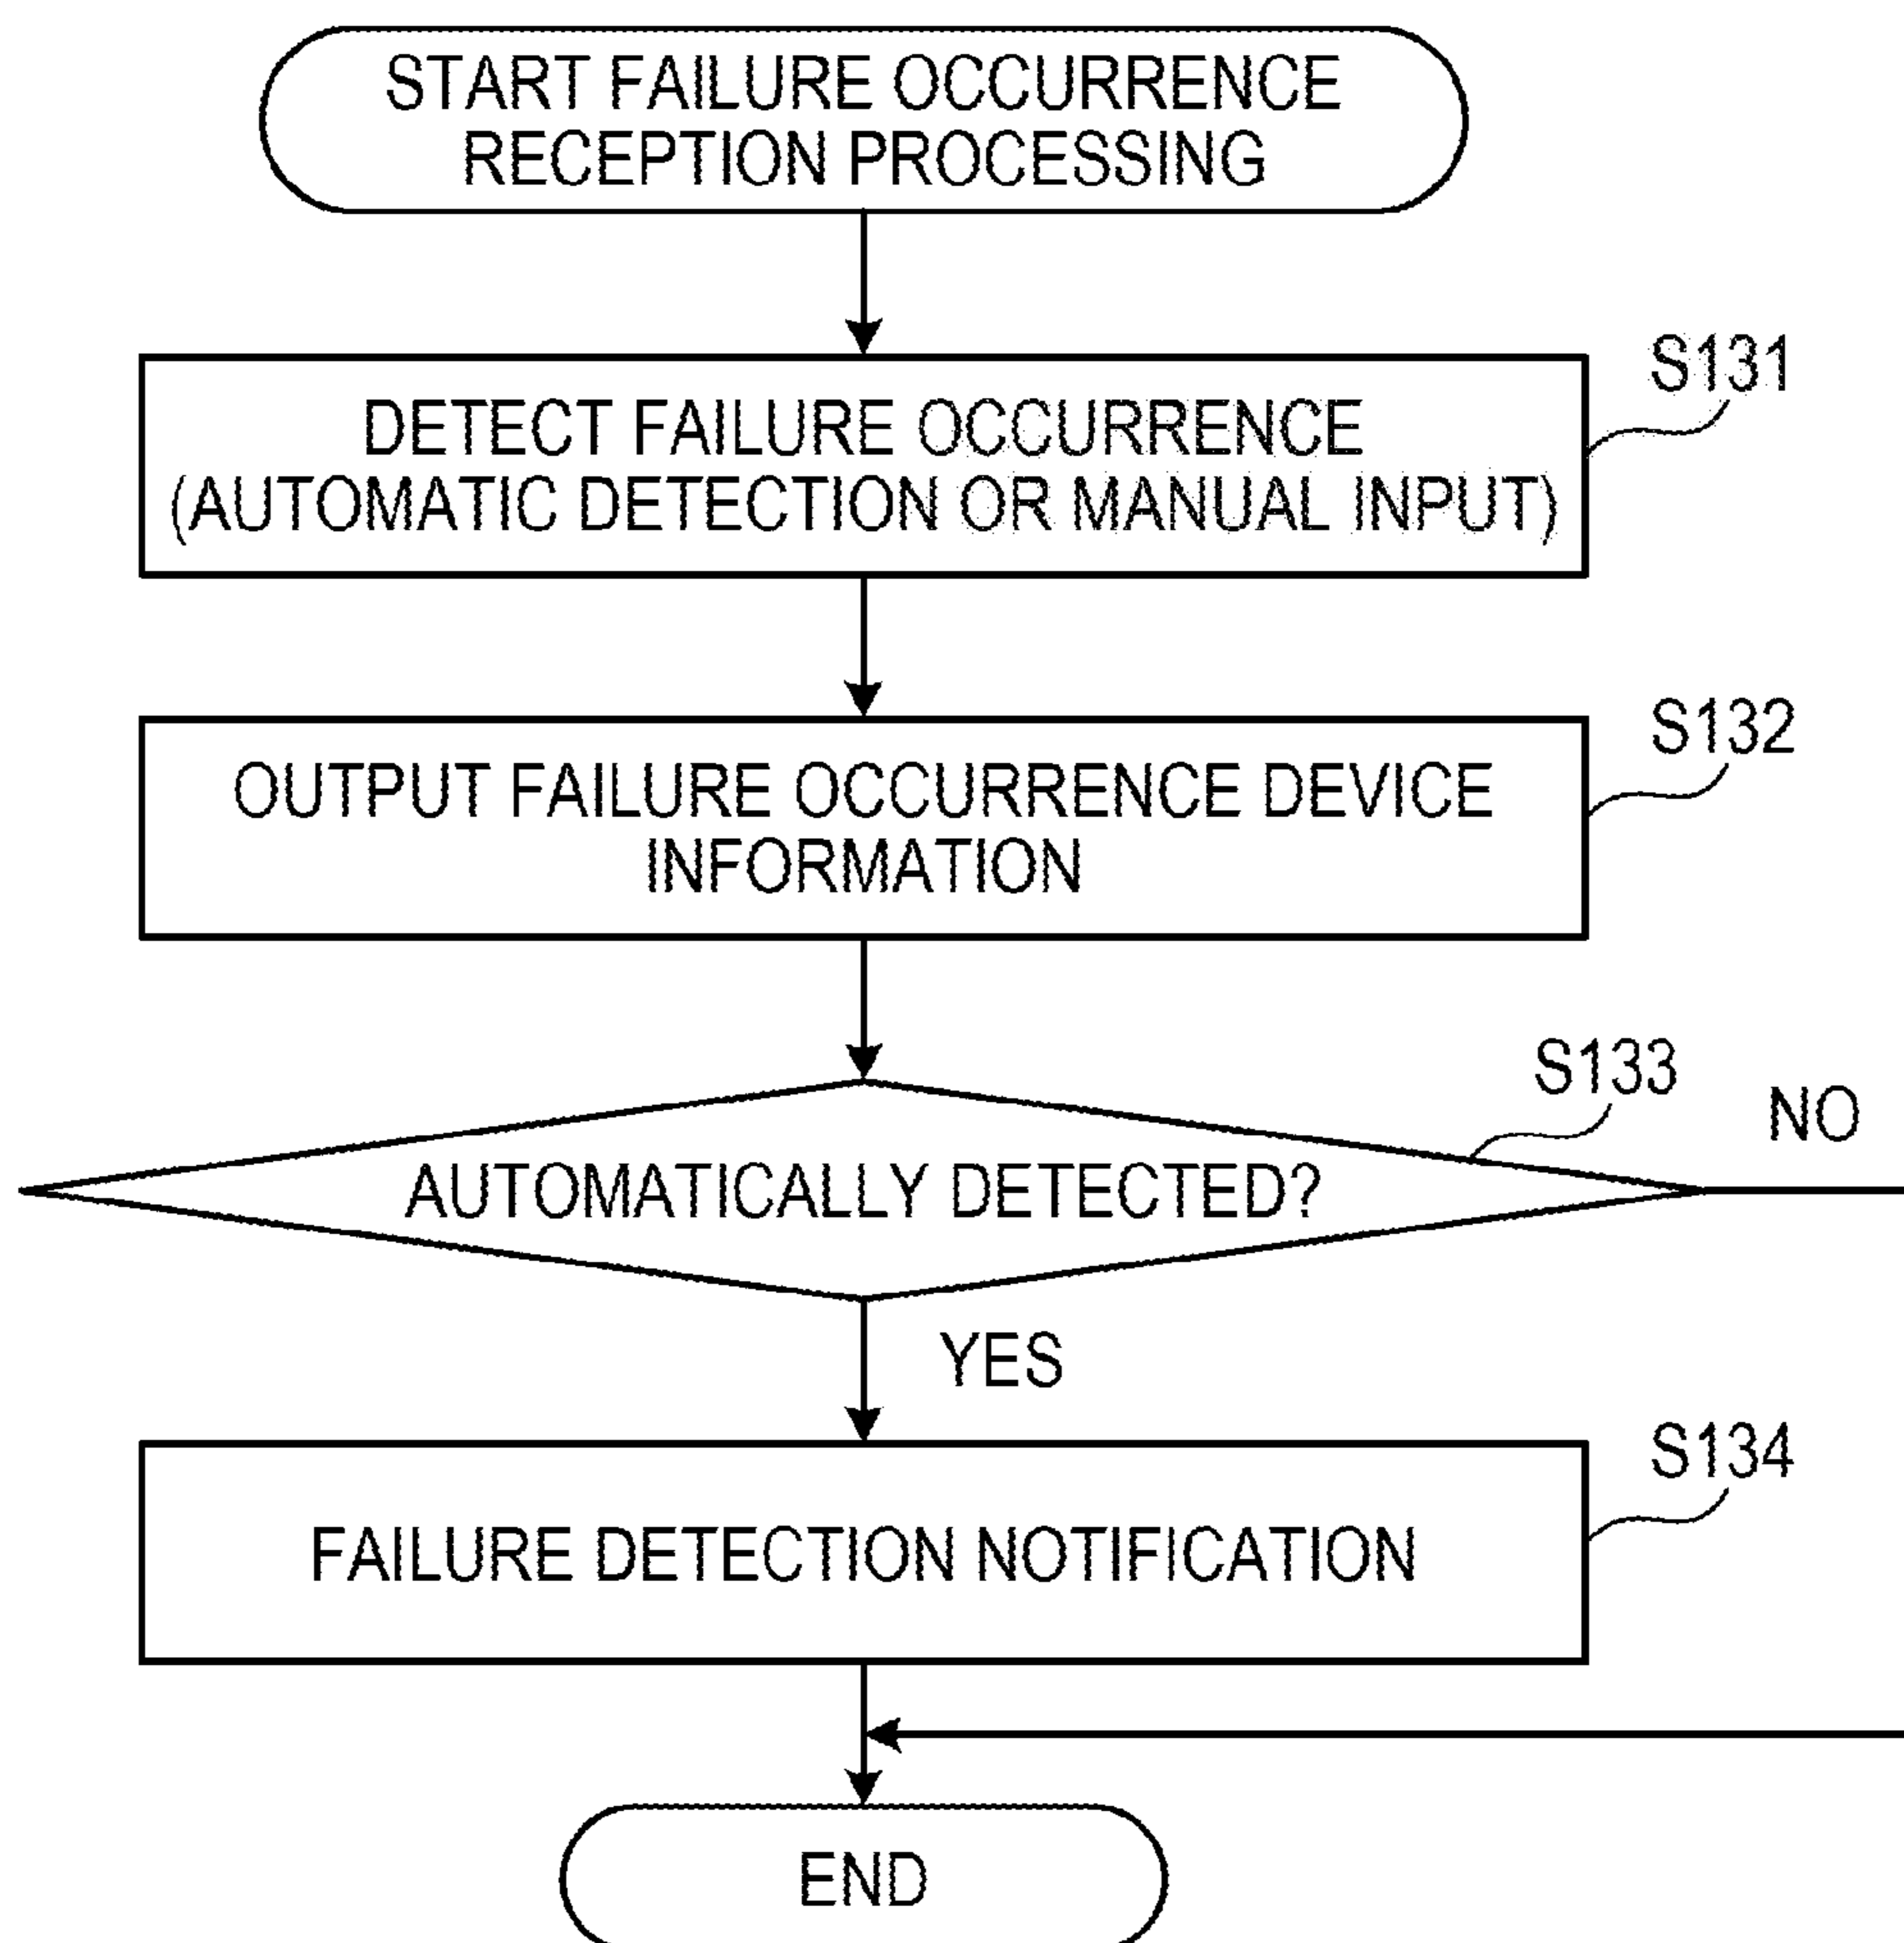 START FAILURE OCCURRENCE
RECEPTION PROCESSING
S131
DETECT FAILURE OCCURRENCE
(AUTOMATIC DETECTION OR MANUAL INPUT)
S132
OUTPUT FAILURE OCCURRENCE DEVICE
INFORMATION
S133
NO
AUTOMATICALLY DETECTED?
YES
S134
FAILURE DETECTION NOTIFICATION
END